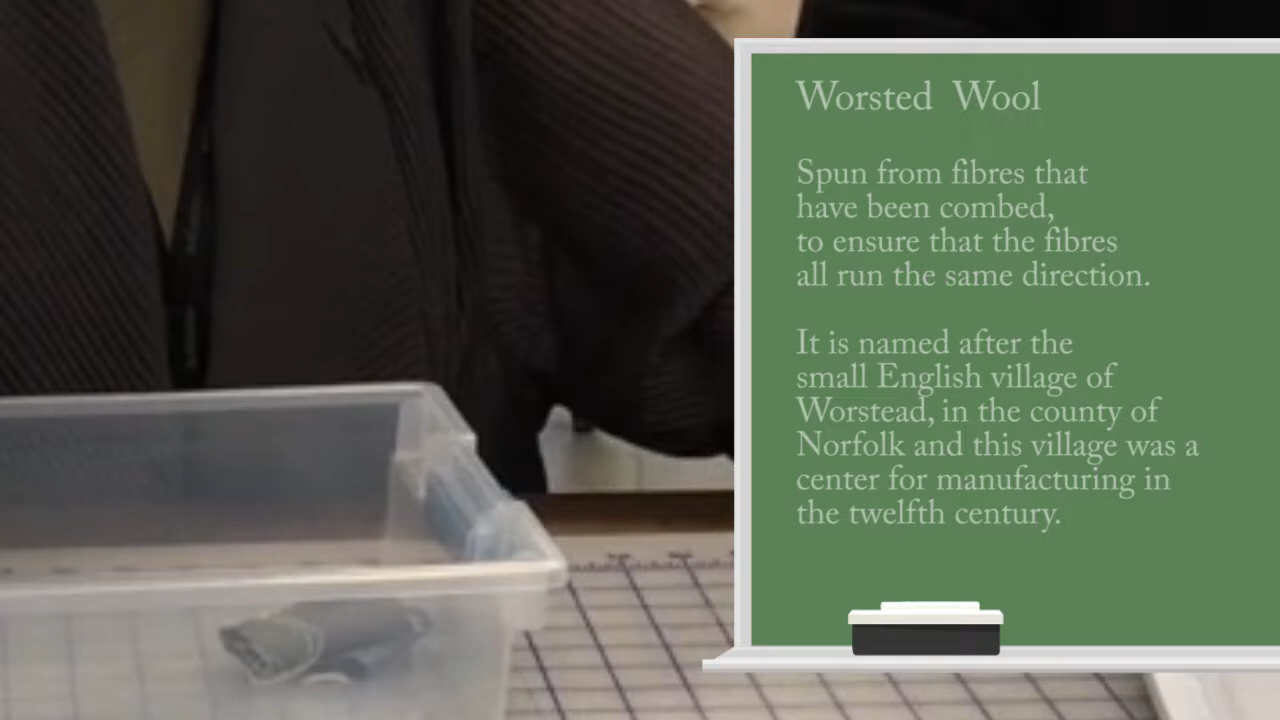 Worsted Wool
Spun from fibres that
have been combed,
to ensure that the fibres
all run the same direction.
It is named after the
small English village of
Worstead, in the county of
Norfolk and this village was a
center for manufacturing in
the twelfth century.